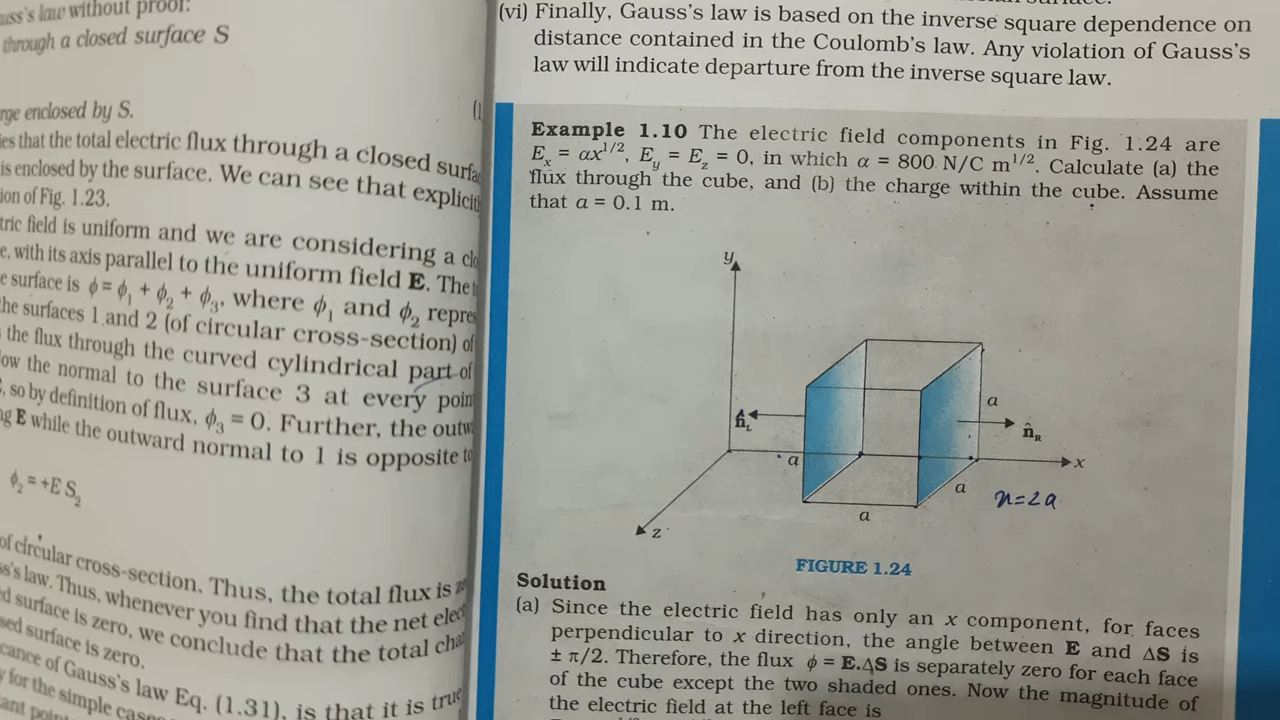 uss's law without proof:
through a closed surface S
rge enclosed by S.
(1
ies that the total electric flux through a closed surfa
is enclosed by the surface. We can see that explicit
ion of Fig. 1.23.
tric field is uniform and we are considering a clo
e, with its axis parallel to the uniform field E. The t
e surface is ϕ = ϕ₁ + ϕ₂ + ϕ₃, where ϕ₁ and ϕ₂ repres
he surfaces 1 and 2 (of circular cross-section) of
the flux through the curved cylindrical part of
ow the normal to the surface 3 at every poin
, so by definition of flux, ϕ₃ = 0. Further, the outw
ng E while the outward normal to 1 is opposite to
ϕ₂ = +E S₂
of circular cross-section. Thus, the total flux is z
ss's law. Thus, whenever you find that the net elec
d surface is zero, we conclude that the total cha
sed surface is zero.
cance of Gauss's law Eq. (1.31), is that it is true
y for the simple case
(vi) Finally, Gauss's law is based on the inverse square dependence on
distance contained in the Coulomb's law. Any violation of Gauss's
law will indicate departure from the inverse square law.
Example 1.10 The electric field components in Fig. 1.24 are
Eₓ = αx^1/2, E_y = E_z = 0, in which α = 800 N/C m^1/2. Calculate (a) the
flux through the cube, and (b) the charge within the cube. Assume
that a = 0.1 m.
y
a
n̂_L
n̂_R
a
x
a
x=2a
a
z
FIGURE 1.24
Solution
(a) Since the electric field has only an x component, for faces
perpendicular to x direction, the angle between E and ΔS is
± π/2. Therefore, the flux ϕ = E.ΔS is separately zero for each face
of the cube except the two shaded ones. Now the magnitude of
the electric field at the left face is